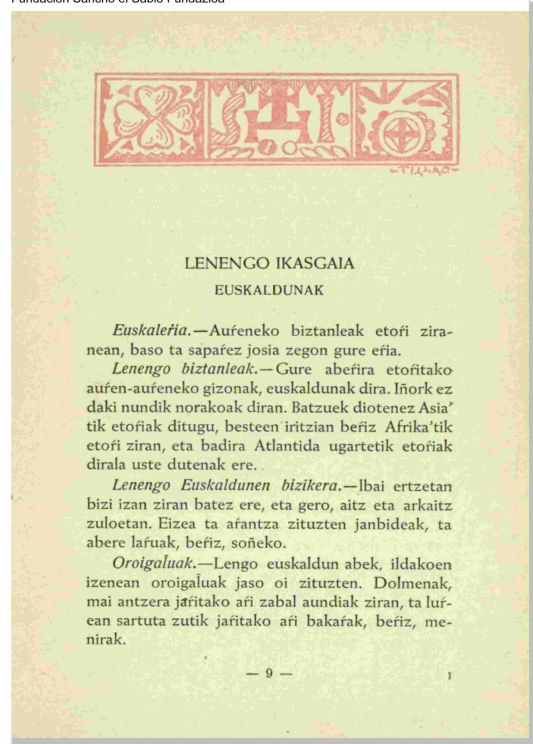 Fundación Sancho el Sabio Fundazioa
LENENGO IKASGAIA
EUSKALDUNAK
Euskaleŕia.—Auŕeneko biztanleak etoŕi zira-
nean, baso ta sapaŕez josia zegon gure eŕia.
Lenengo biztanleak.—Gure abeŕira etoŕitako
auŕen-auŕeneko gizonak, euskaldunak dira. Iñork ez
daki nundik norakoak diran. Batzuek diotenez Asia'
tik etoŕiak ditugu, besteen iritzian beŕiz Afrika'tik
etoŕi ziran, eta badira Atlantida ugartetik etoŕiak
dirala uste dutenak ere.
Lenengo Euskaldunen bizikera.—Ibai ertzetan
bizi izan ziran batez ere, eta gero, aitz eta arkaitz
zuloetan. Eizea ta aŕantza zituzten janbideak, ta
abere laŕuak, beŕiz, soñeko.
Oroigaĺuak.—Lengo euskaldun abek, ildakoen
izenean oroigaĺuak jaso oi zituzten. Dolmenak,
mai antzera jaŕitako aŕi zabal aundiak ziran, ta luŕ-
ean sartuta zutik jaŕitako aŕi bakaŕak, beŕiz, me-
nirak.
— 9 —
1